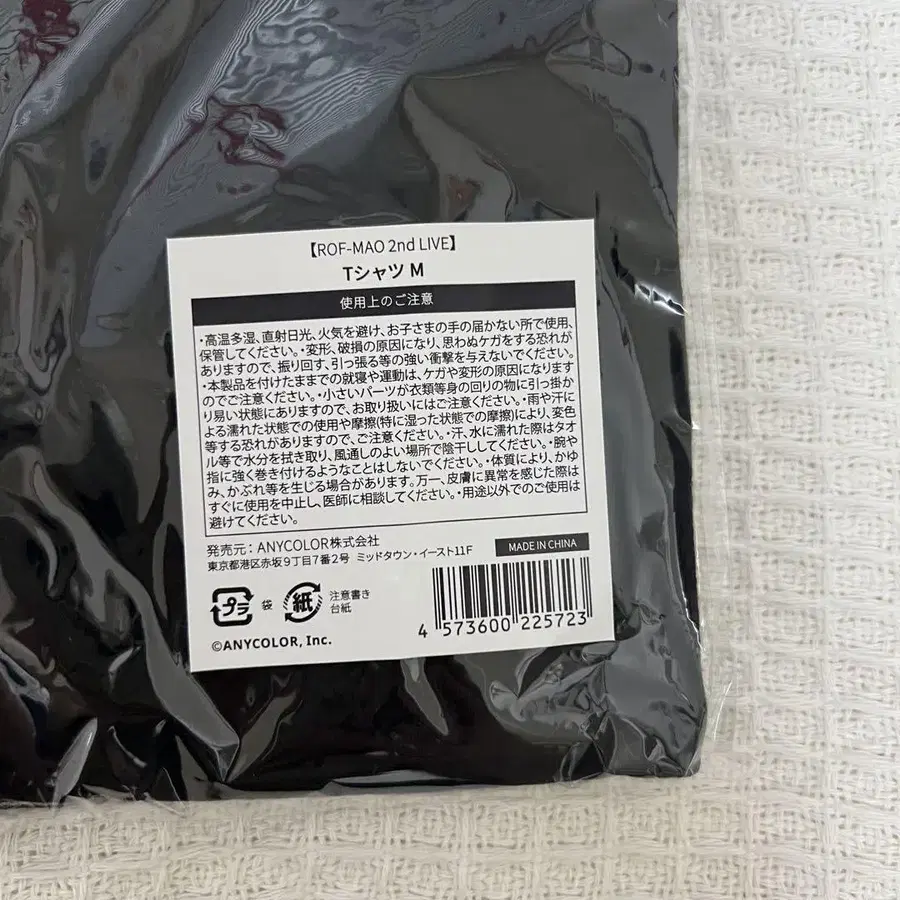 【ROF-MAO 2nd LIVE】
Tシャツ M
使用上のご注意
・高温多湿、直射日光、火気を避け、お子さまの手の届かない所で使用、
保管してください。・変形、破損の原因になり、思わぬケガをする恐れが
ありますので、振り回す、引っ張る等の強い衝撃を与えないでください。
・本製品を付けたままでの就寝や運動は、ケガや変形の原因になります
のでご注意ください。・小さいパーツが衣類等身の回りの物に引っ掛か
り易い状態にありますので、お取り扱いにはご注意ください。・雨や汗に
よる濡れた状態での使用や摩擦(特に湿った状態での摩擦)により、変色
等する恐れがありますので、ご注意ください。・汗、水に濡れた際はタオ
ル等で水分を拭き取り、風通しのよい場所で陰干ししてください。・腕や
指に強く巻き付けるようなことはしないでください。・体質により、かゆ
み、かぶれ等を生じる場合があります。万一、皮膚に異常を感じた際は
すぐに使用を中止し、医師に相談してください。・用途以外でのご使用は
避けてください。
発売元：ANYCOLOR株式会社
東京都港区赤坂9丁目7番2号 ミッドタウン・イースト11F
MADE IN CHINA
プラ 袋 紙 注意書き
台紙
©ANYCOLOR, Inc.
4 573600 225723